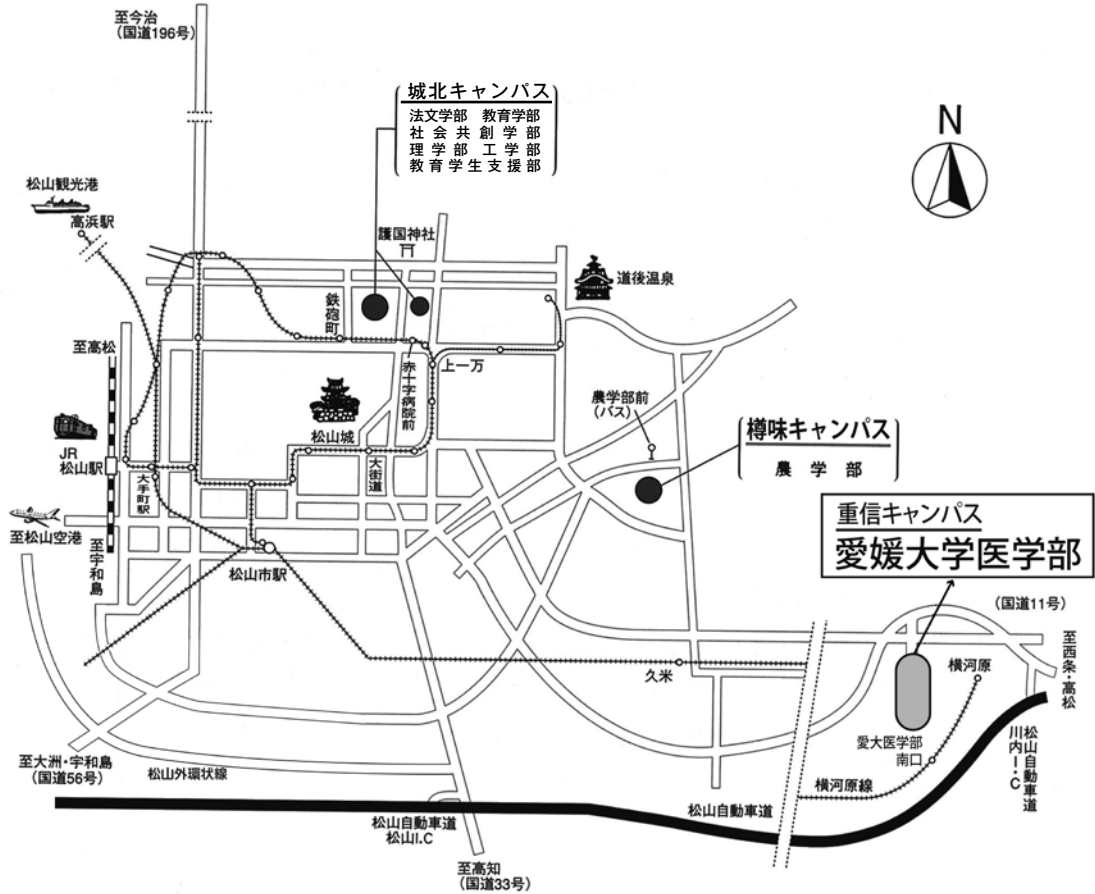 至今治
（国道196号）
城北キャンパス
法文学部　教育学部
社会共創学部
理学部　工学部
教育学生支援部
N
松山観光港
高浜駅
護国神社
道後温泉
鉄砲町
至高松
上一万
赤十字病院前
農学部前
（バス）
樽味キャンパス
農学部
松山城
JR
松山駅
大街道
大手町駅
重信キャンパス
愛媛大学医学部
至松山空港
至宇和島
松山市駅
（国道11号）
至西条・高松
久米
横河原
愛大医学部
南口
至大洲・宇和島
（国道56号）
松山外環状線
横河原線
松山自動車道
川内I・C
松山自動車道
松山自動車道
松山I.C
至高知
（国道33号）